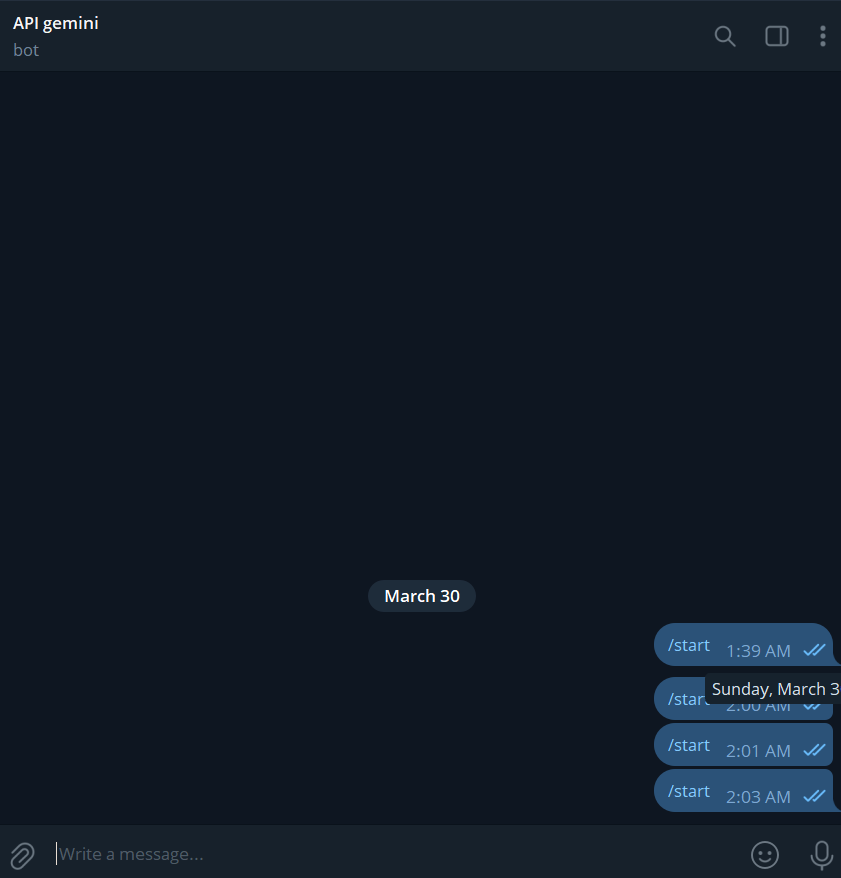 API gemini
bot
March 30
/start 1:39 AM
Sunday, March
/start 2:00 AM
/start 2:01 AM
/start 2:03 AM
Write a message...